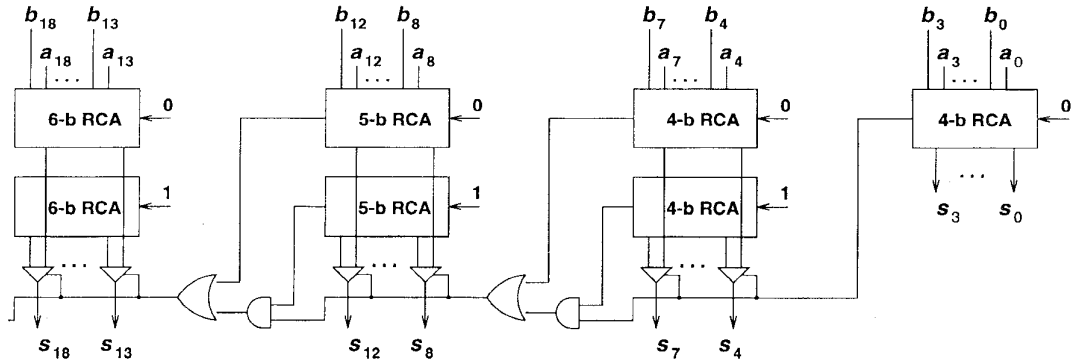 b18 b13 b12 b8 b7 b4 b3 b0
a18 ... a13 a12 ... a8 a7 ... a4 a3 ... a0
6-b RCA 0 5-b RCA 0 4-b RCA 0 4-b RCA 0
6-b RCA 1 5-b RCA 1 4-b RCA 1
... s3 s0
... ... ...
s18 s13 s12 s8 s7 s4